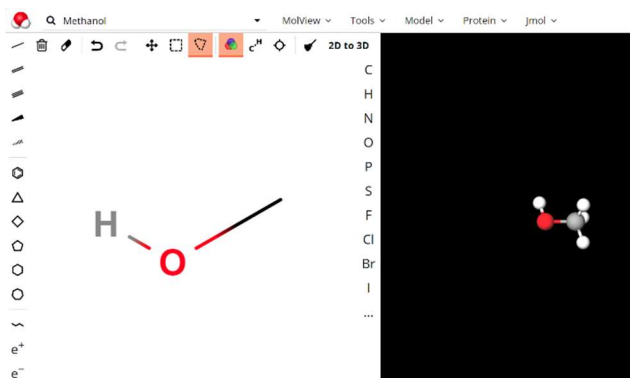 Methanol
MolView Tools Model Protein Jmol
C H 2D to 3D
C
H
N
O
P
S
F
Cl
Br
I
...
H
O
e+
e−